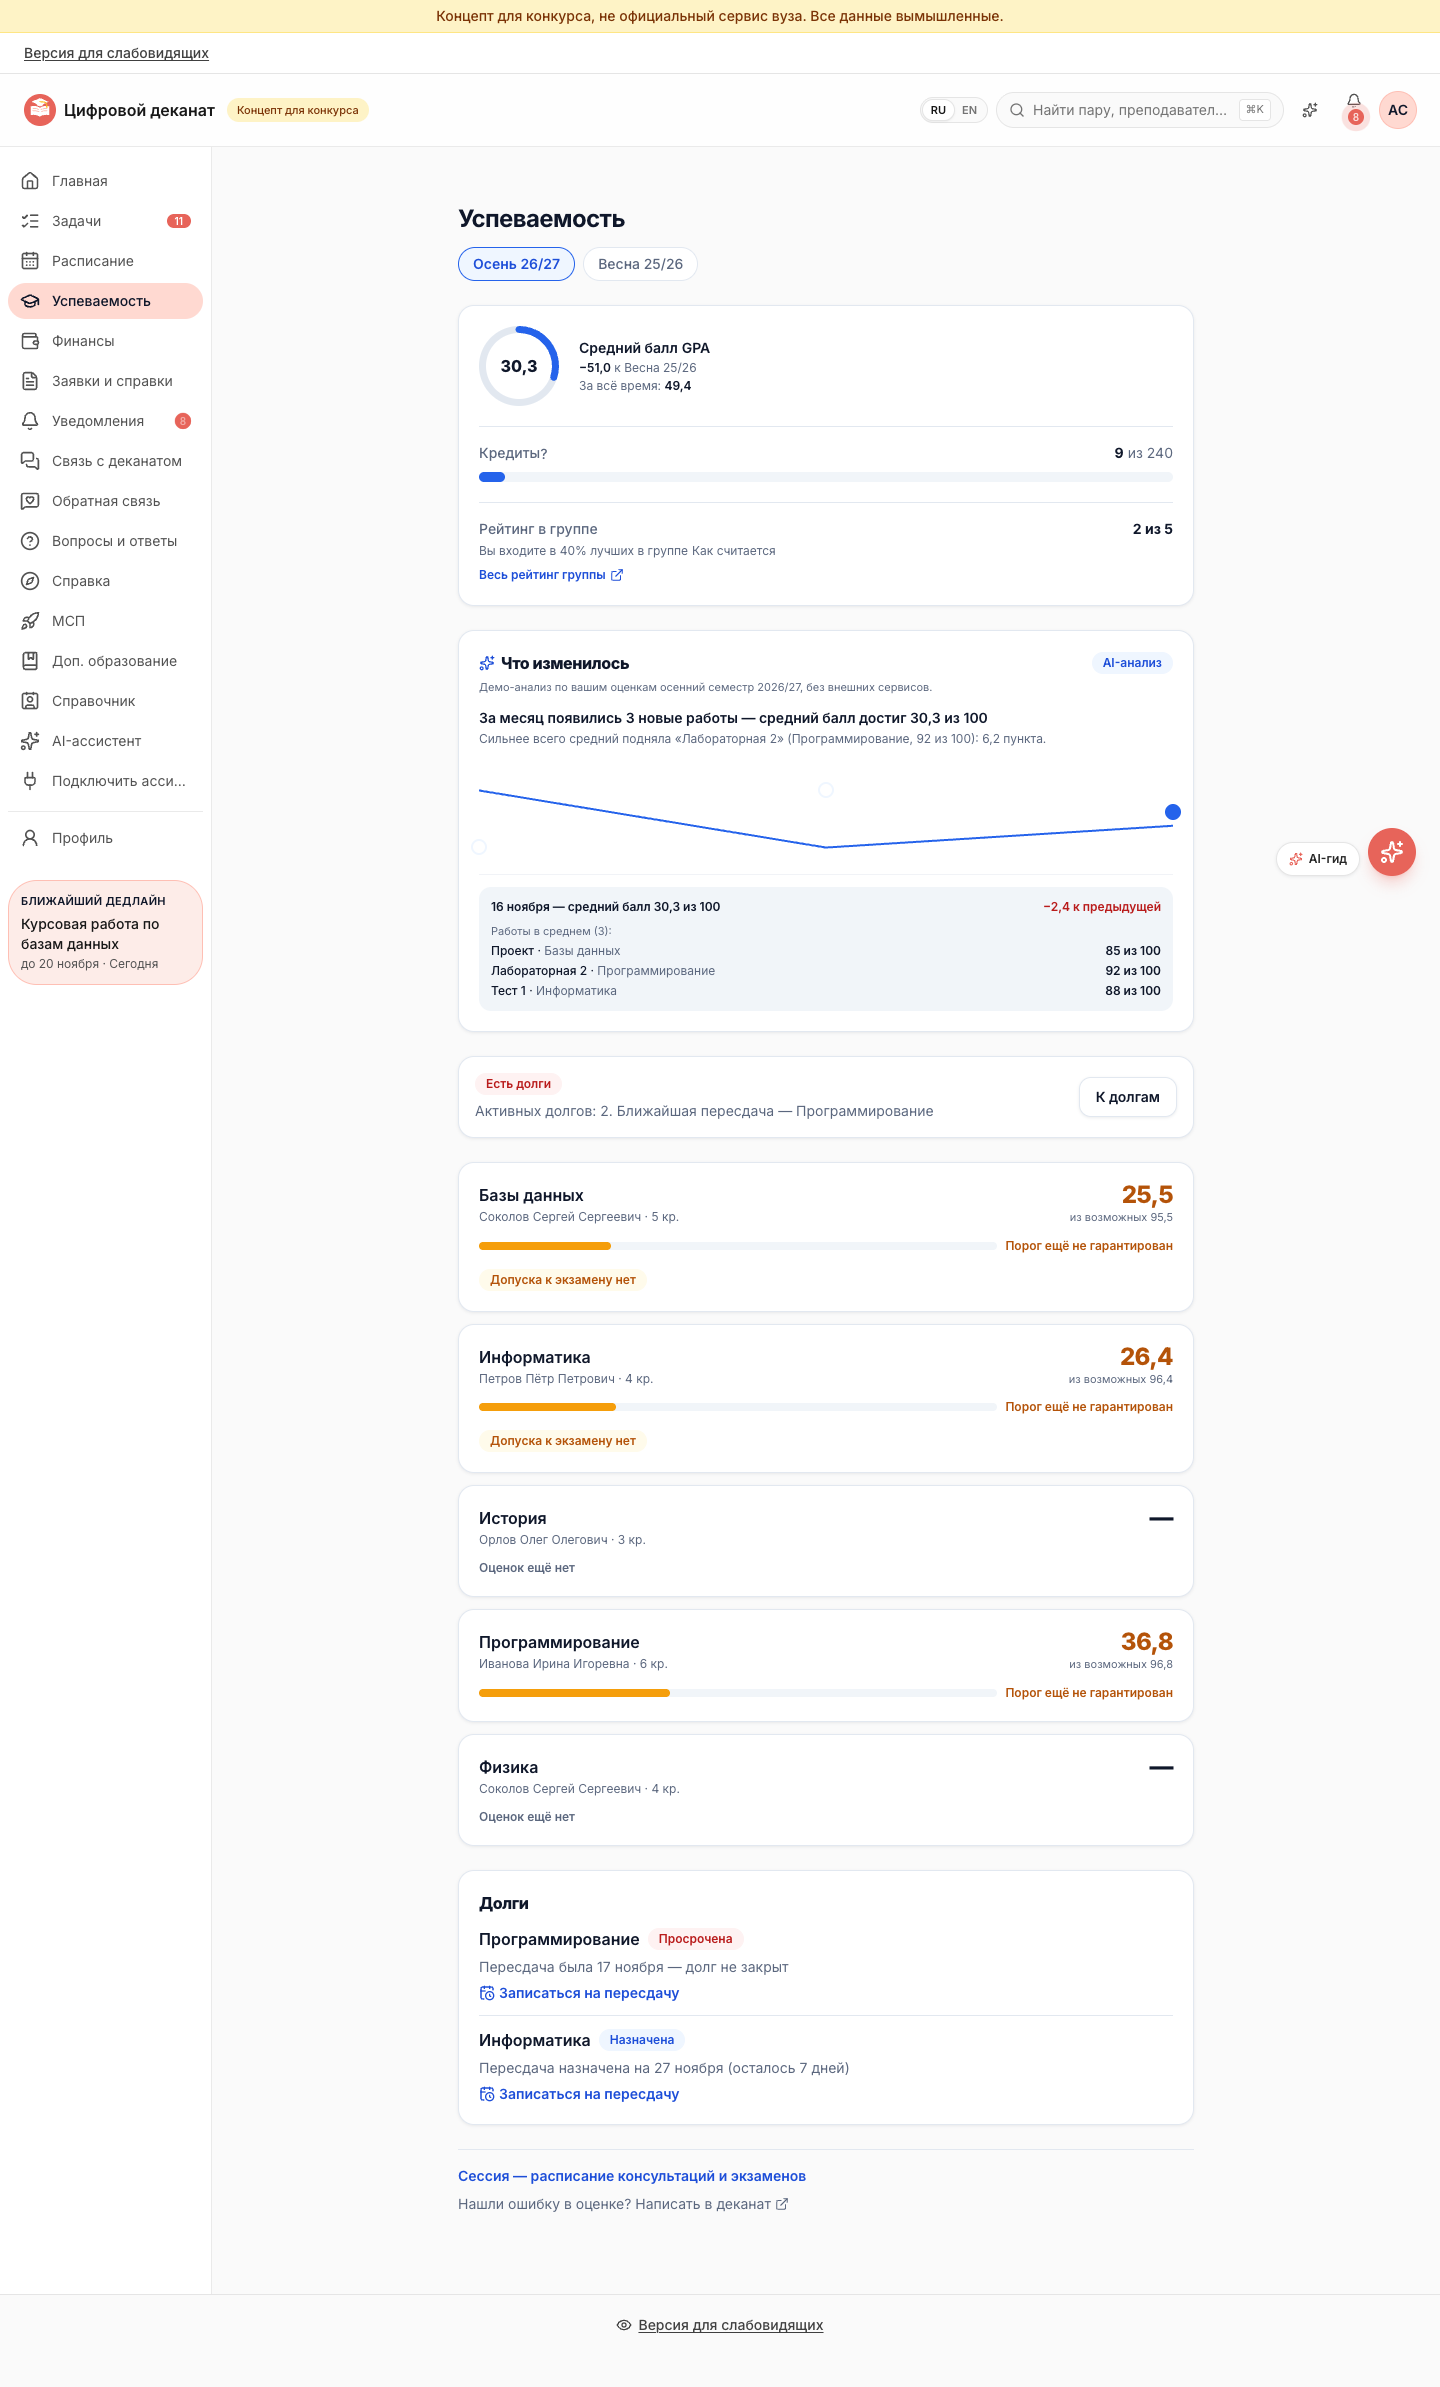 Концепт для конкурса, не официальный сервис вуза. Все данные вымышленные.
Версия для слабовидящих
Цифровой деканат
Концепт для конкурса
RU EN
Найти пару, преподавател... ⌘K
8
АС
Главная
Задачи 11
Расписание
Успеваемость
Финансы
Заявки и справки
Уведомления 8
Связь с деканатом
Обратная связь
Вопросы и ответы
Справка
МСП
Доп. образование
Справочник
AI-ассистент
Подключить асси...
Профиль
БЛИЖАЙШИЙ ДЕДЛАЙН
Курсовая работа по
базам данных
до 20 ноября · Сегодня
Успеваемость
Осень 26/27 Весна 25/26
30,3
Средний балл GPA
−51,0 к Весна 25/26
За всё время: 49,4
Кредиты? 9 из 240
Рейтинг в группе 2 из 5
Вы входите в 40% лучших в группе Как считается
Весь рейтинг группы
Что изменилось AI-анализ
Демо-анализ по вашим оценкам осенний семестр 2026/27, без внешних сервисов.
За месяц появились 3 новые работы — средний балл достиг 30,3 из 100
Сильнее всего средний подняла «Лабораторная 2» (Программирование, 92 из 100): 6,2 пункта.
16 ноября — средний балл 30,3 из 100 −2,4 к предыдущей
Работы в среднем (3):
Проект · Базы данных 85 из 100
Лабораторная 2 · Программирование 92 из 100
Тест 1 · Информатика 88 из 100
AI-гид
Есть долги
Активных долгов: 2. Ближайшая пересдача — Программирование
К долгам
Базы данных 25,5
Соколов Сергей Сергеевич · 5 кр. из возможных 95,5
Порог ещё не гарантирован
Допуска к экзамену нет
Информатика 26,4
Петров Пётр Петрович · 4 кр. из возможных 96,4
Порог ещё не гарантирован
Допуска к экзамену нет
История —
Орлов Олег Олегович · 3 кр.
Оценок ещё нет
Программирование 36,8
Иванова Ирина Игоревна · 6 кр. из возможных 96,8
Порог ещё не гарантирован
Физика —
Соколов Сергей Сергеевич · 4 кр.
Оценок ещё нет
Долги
Программирование Просрочена
Пересдача была 17 ноября — долг не закрыт
Записаться на пересдачу
Информатика Назначена
Пересдача назначена на 27 ноября (осталось 7 дней)
Записаться на пересдачу
Сессия — расписание консультаций и экзаменов
Нашли ошибку в оценке? Написать в деканат
Версия для слабовидящих